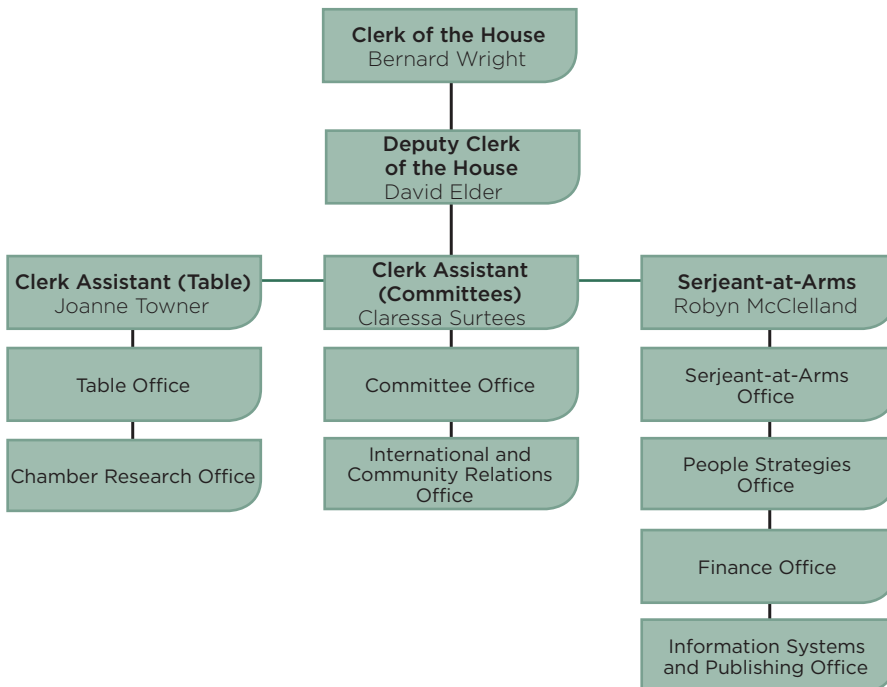 Clerk of the House
Bernard Wright
Deputy Clerk
of the House
David Elder
Clerk Assistant (Table)
Joanne Towner
Clerk Assistant
(Committees)
Claressa Surtees
Serjeant-at-Arms
Robyn McClelland
Table Office
Chamber Research Office
Committee Office
International and
Community Relations
Office
Serjeant-at-Arms
Office
People Strategies
Office
Finance Office
Information Systems
and Publishing Office